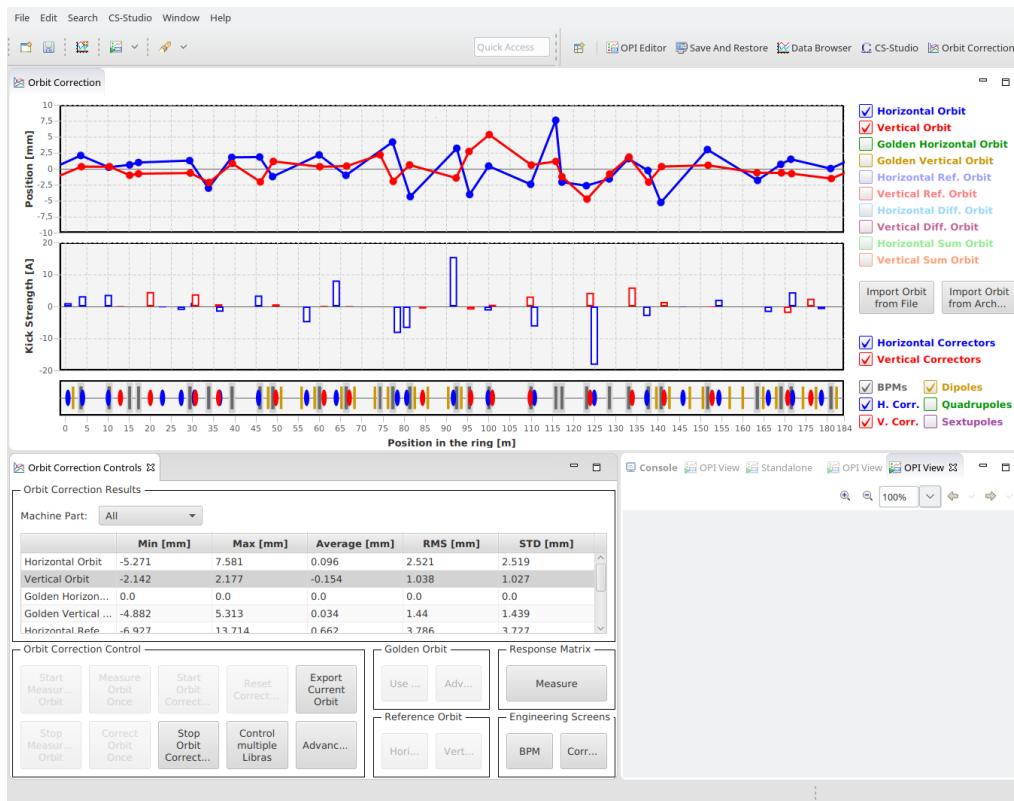 File Edit Search CS-Studio Window Help
Quick Access OPI Editor Save And Restore Data Browser CS-Studio Orbit Correction
Orbit Correction
10
7,5
5
2,5
0
-2,5
-5
-7,5
-10
Position [mm]
20
10
0
-10
-20
Kick Strength [A]
0 5 10 15 20 25 30 35 40 45 50 55 60 65 70 75 80 85 90 95 100 105 110 115 120 125 130 135 140 145 150 155 160 165 170 175 180 184
Position in the ring [m]
Horizontal Orbit
Vertical Orbit
Golden Horizontal Orbit
Golden Vertical Orbit
Horizontal Ref. Orbit
Vertical Ref. Orbit
Horizontal Diff. Orbit
Vertical Diff. Orbit
Horizontal Sum Orbit
Vertical Sum Orbit
Import Orbit from File
Import Orbit from Arch...
Horizontal Correctors
Vertical Correctors
BPMs Dipoles
H. Corr. Quadrupoles
V. Corr. Sextupoles
Orbit Correction Controls
Orbit Correction Results
Machine Part: All
Min [mm] Max [mm] Average [mm] RMS [mm] STD [mm]
Horizontal Orbit -5.271 7.581 0.096 2.521 2.519
Vertical Orbit -2.142 2.177 -0.154 1.038 1.027
Golden Horizon... 0.0 0.0 0.0 0.0 0.0
Golden Vertical ... -4.882 5.313 0.034 1.44 1.439
Horizontal Refe... -6.927 13.714 0.662 3.786 3.727
Orbit Correction Control
Start Measur... Orbit
Measure Orbit Once
Start Orbit Correct...
Reset Correct...
Export Current Orbit
Stop Measur... Orbit
Correct Orbit Once
Stop Orbit Correct...
Control multiple Libras
Advanc...
Golden Orbit
Use ... Adv...
Reference Orbit
Hori... Vert...
Response Matrix
Measure
Engineering Screens
BPM Corr...
Console OPI View Standalone OPI View OPI View
100%